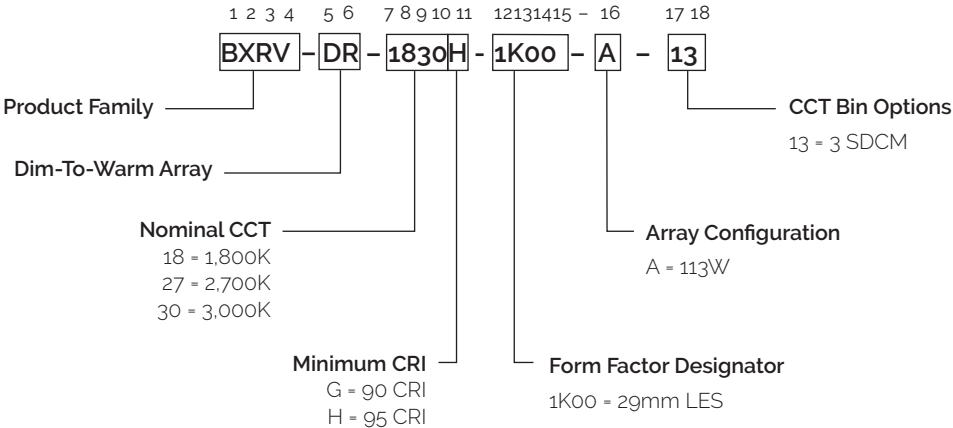 1 2 3 4 5 6 7 8 9 10 11 12131415 – 16 17 18
BXRV – DR – 1830H - 1K00 – A – 13
Product Family
CCT Bin Options
13 = 3 SDCM
Dim-To-Warm Array
Nominal CCT
18 = 1,800K
27 = 2,700K
30 = 3,000K
Array Configuration
A = 113W
Minimum CRI
G = 90 CRI
H = 95 CRI
Form Factor Designator
1K00 = 29mm LES